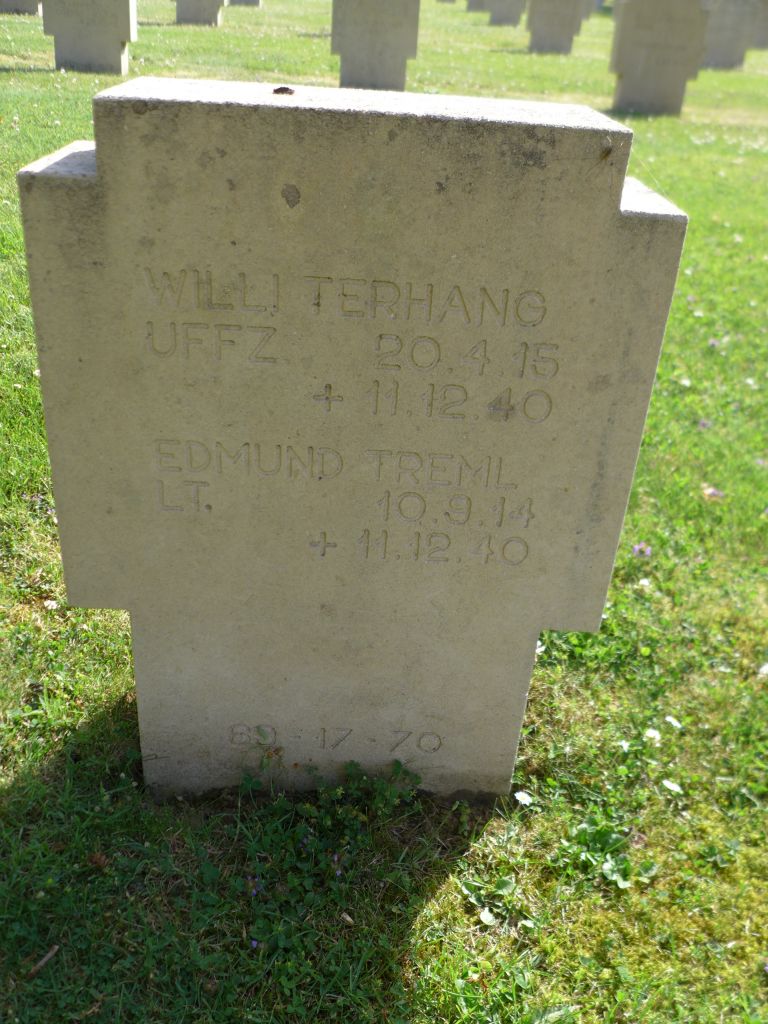 WILLI TERHANG
UFFZ. 20.4.15
+ 11.12.40
EDMUND TREML
LT. 10.9.14
+ 11.12.40
89 · 17 · 70